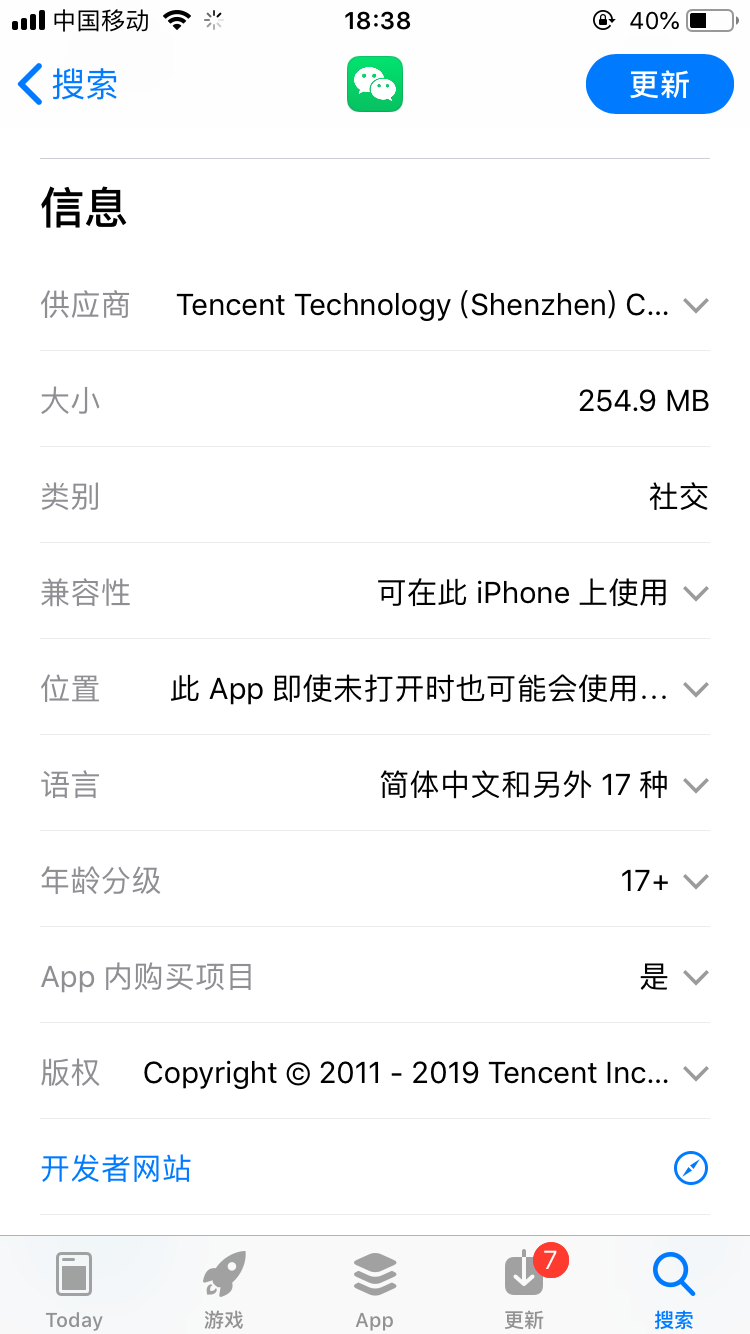 中国移动 18:38 40%
搜索 更新
信息
供应商 Tencent Technology (Shenzhen) C...
大小 254.9 MB
类别 社交
兼容性 可在此 iPhone 上使用
位置 此 App 即使未打开时也可能会使用...
语言 简体中文和另外 17 种
年龄分级 17+
App 内购买项目 是
版权 Copyright © 2011 - 2019 Tencent Inc...
开发者网站
7
Today 游戏 App 更新 搜索